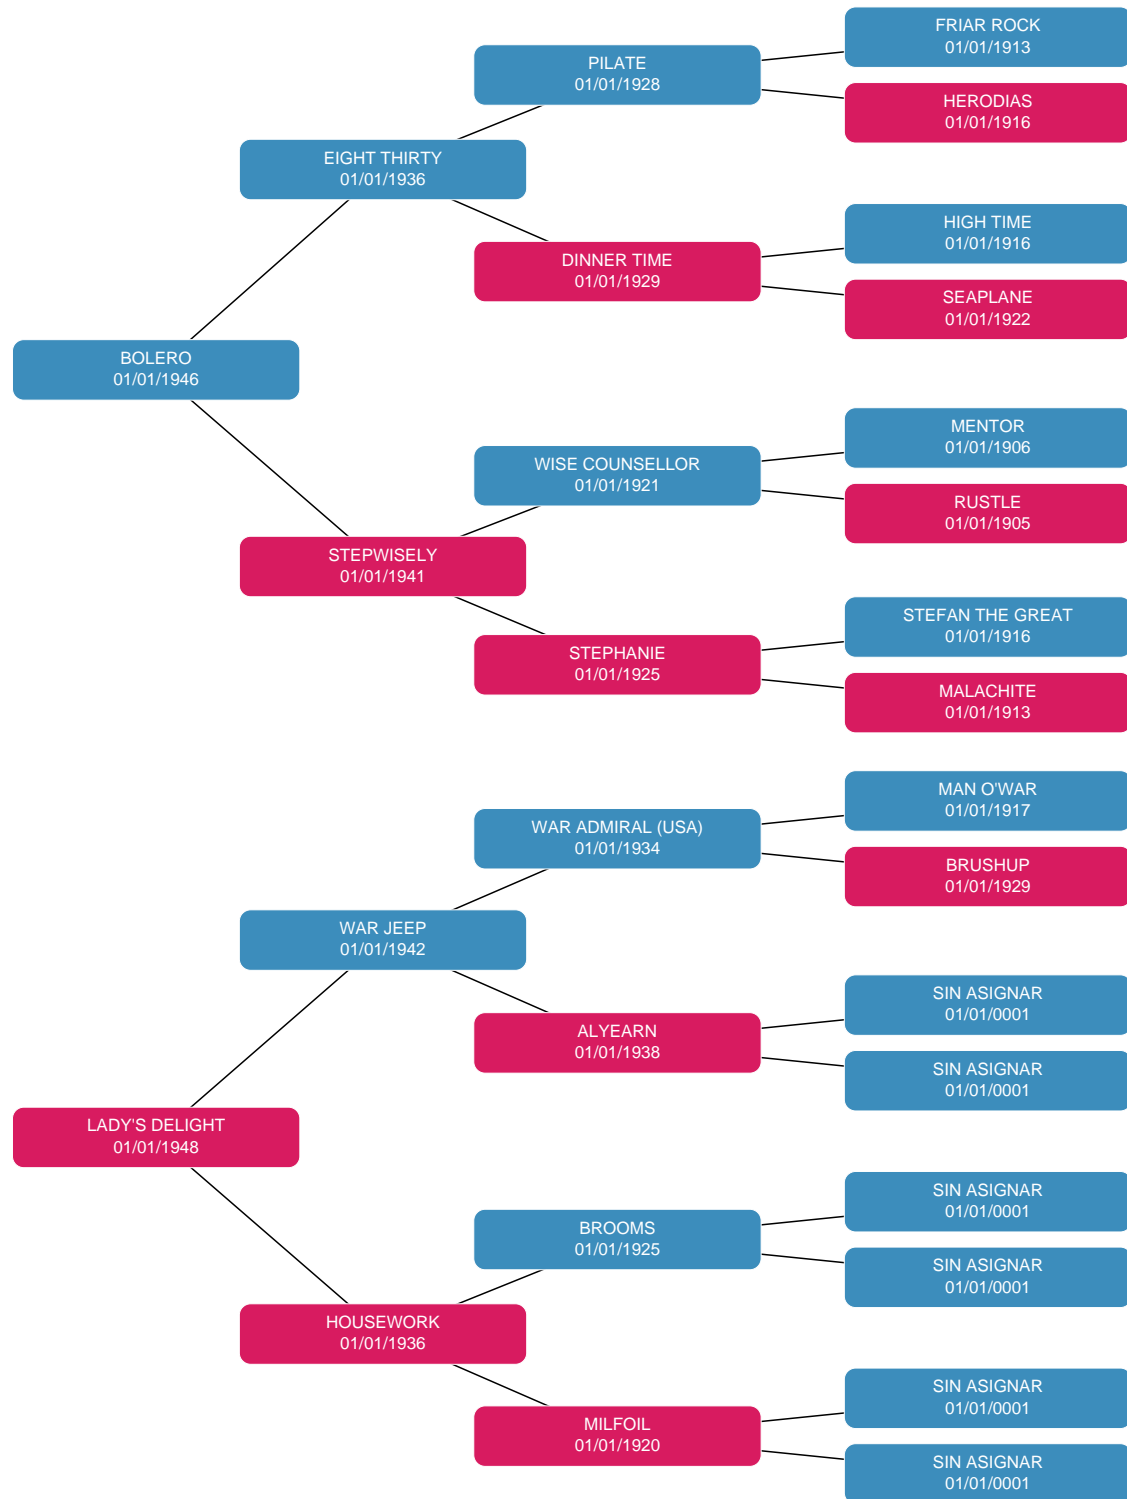 FRIAR ROCK
01/01/1913
PILATE
01/01/1928
HERODIAS
01/01/1916
EIGHT THIRTY
01/01/1936
HIGH TIME
01/01/1916
DINNER TIME
01/01/1929
SEAPLANE
01/01/1922
BOLERO
01/01/1946
MENTOR
01/01/1906
WISE COUNSELLOR
01/01/1921
RUSTLE
01/01/1905
STEPWISELY
01/01/1941
STEFAN THE GREAT
01/01/1916
STEPHANIE
01/01/1925
MALACHITE
01/01/1913
MAN O'WAR
01/01/1917
WAR ADMIRAL (USA)
01/01/1934
BRUSHUP
01/01/1929
WAR JEEP
01/01/1942
SIN ASIGNAR
01/01/0001
ALYEARN
01/01/1938
SIN ASIGNAR
01/01/0001
LADY'S DELIGHT
01/01/1948
SIN ASIGNAR
01/01/0001
BROOMS
01/01/1925
SIN ASIGNAR
01/01/0001
HOUSEWORK
01/01/1936
SIN ASIGNAR
01/01/0001
MILFOIL
01/01/1920
SIN ASIGNAR
01/01/0001